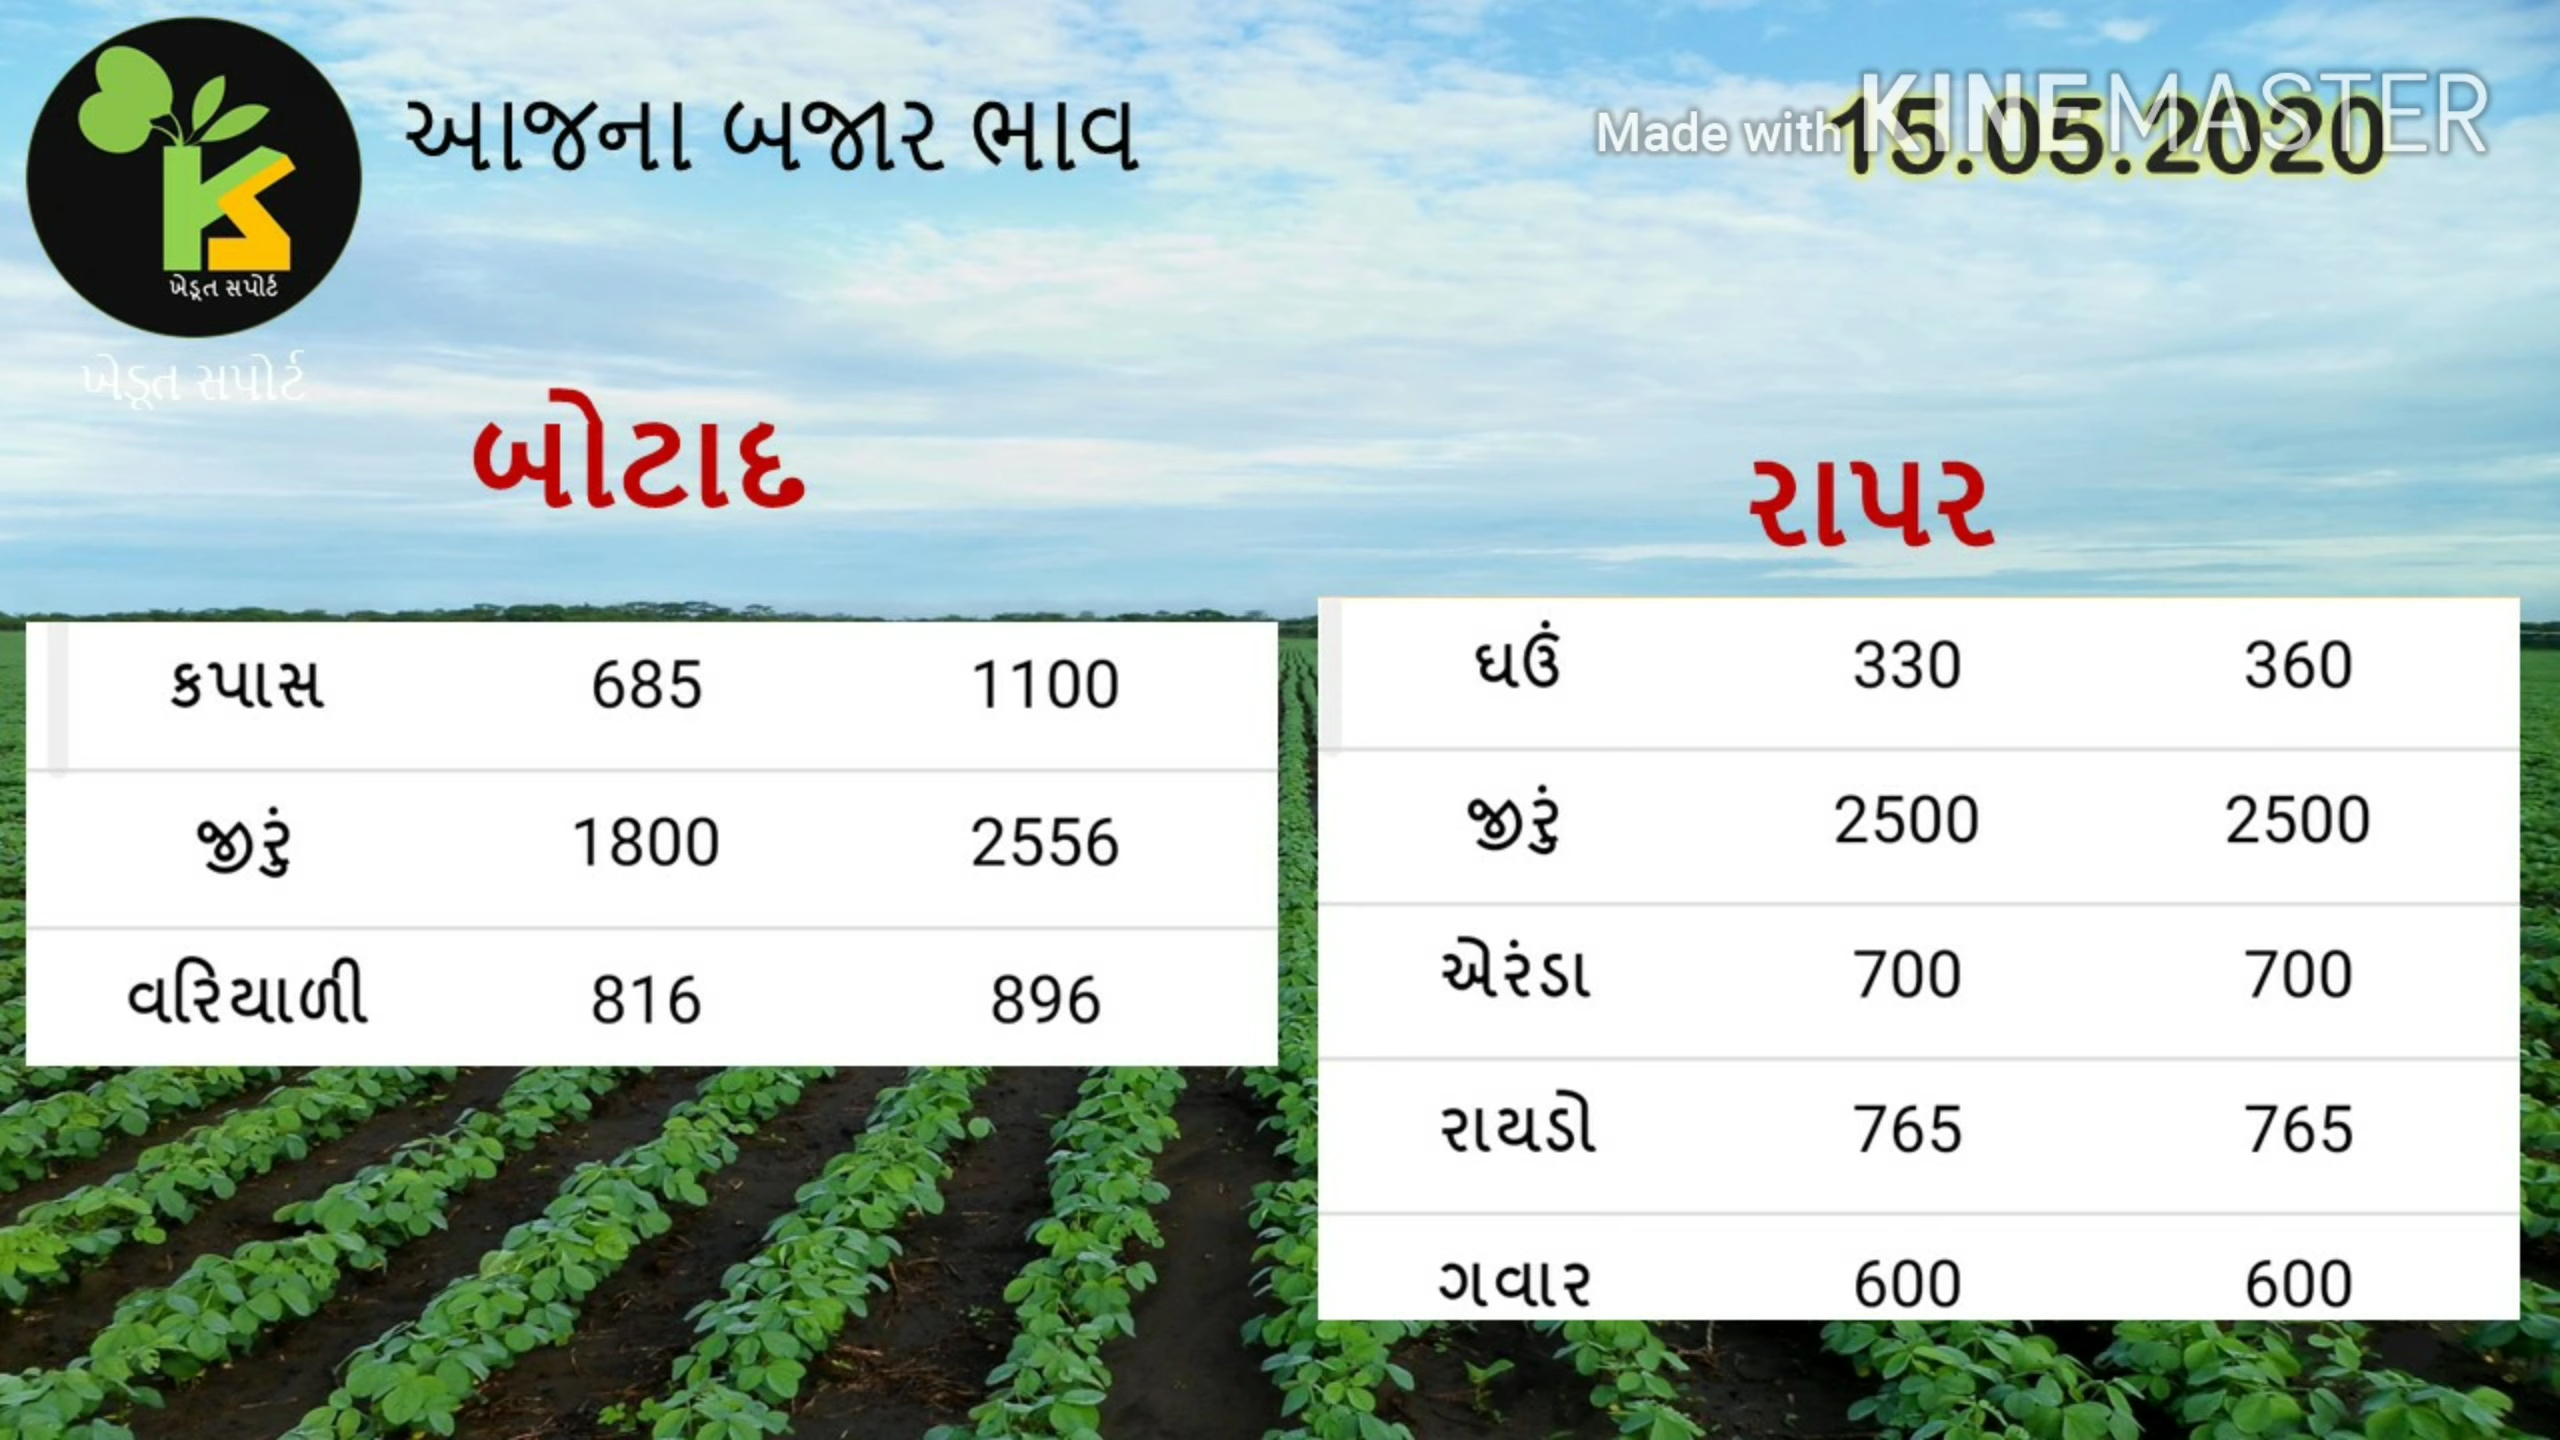 આજના બજાર ભાવ
Made with KINEMASTER
15.05.2020
ખેડૂત સપોર્ટ
ખેડૂત સપોર્ટ
બોટાદ
કપાસ 685 1100
જીરું 1800 2556
વરિયાળી 816 896
રાપર
ઘઉં 330 360
જીરું 2500 2500
એરંડા 700 700
રાયડો 765 765
ગવાર 600 600